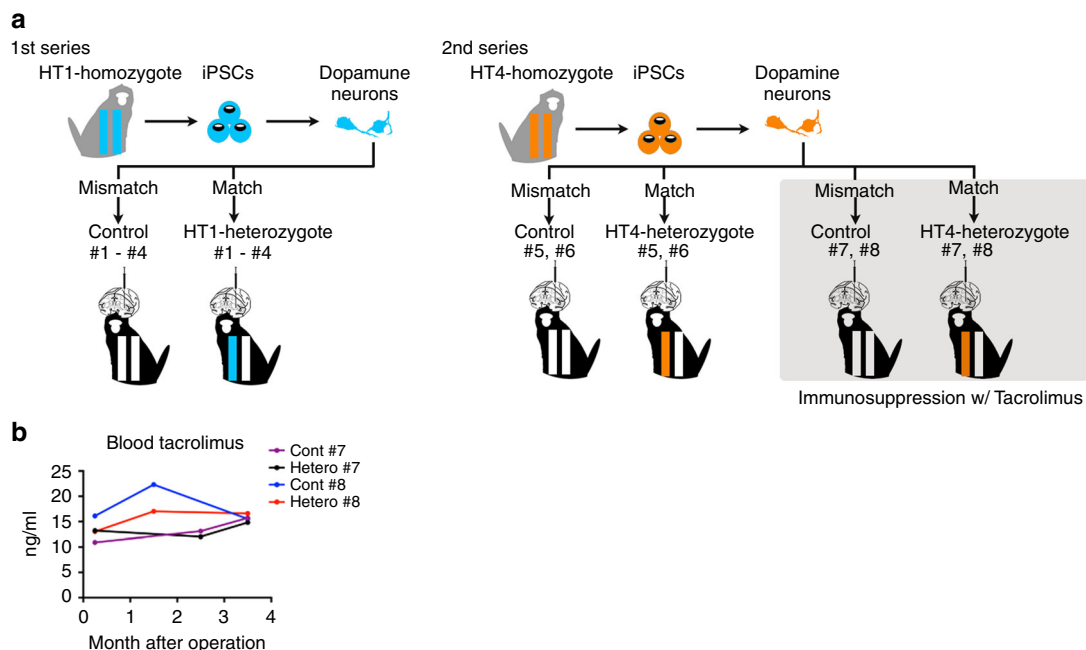 a
1st series
HT1-homozygote iPSCs Dopamune
neurons
Mismatch Match
Control HT1-heterozygote
#1 - #4 #1 - #4
2nd series
HT4-homozygote iPSCs Dopamine
neurons
Mismatch Match Mismatch Match
Control HT4-heterozygote Control HT4-heterozygote
#5, #6 #5, #6 #7, #8 #7, #8
Immunosuppression w/ Tacrolimus
b
Blood tacrolimus
Cont #7
Hetero #7
Cont #8
Hetero #8
ng/ml
25
20
15
10
5
0
0 1 2 3 4
Month after operation